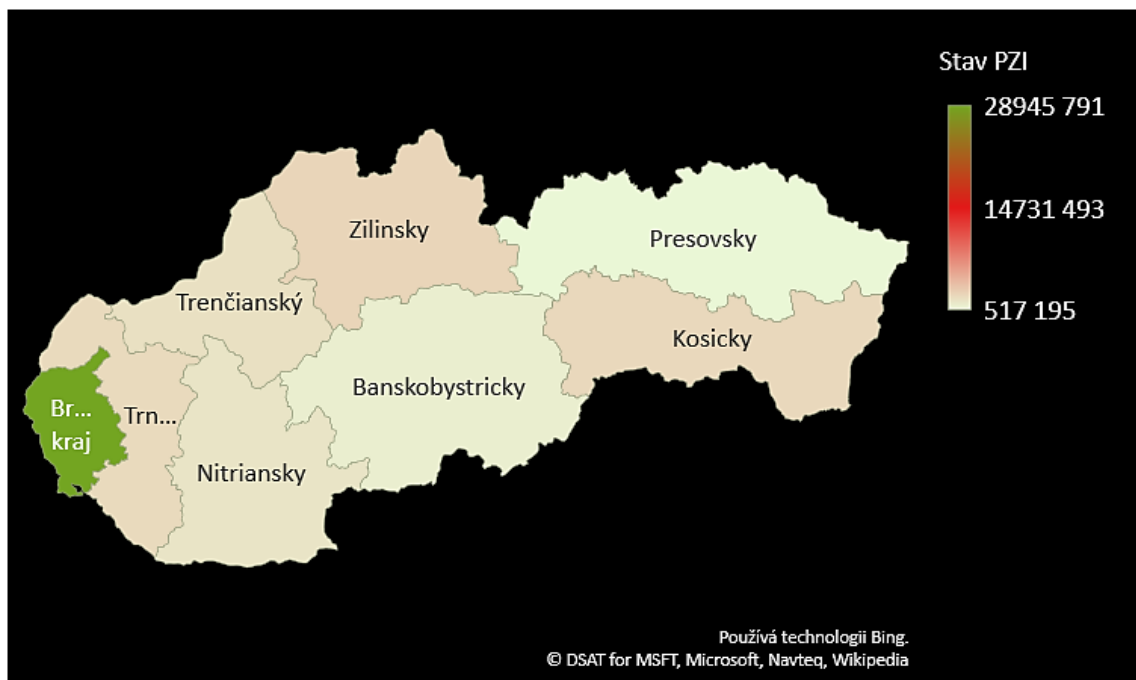 Stav PZI
28945 791
14731 493
517 195
Zilinsky
Presovsky
Trenčianský
Kosicky
Banskobystricky
Br...
kraj
Trn...
Nitriansky
Používá technologii Bing.
© DSAT for MSFT, Microsoft, Navteq, Wikipedia